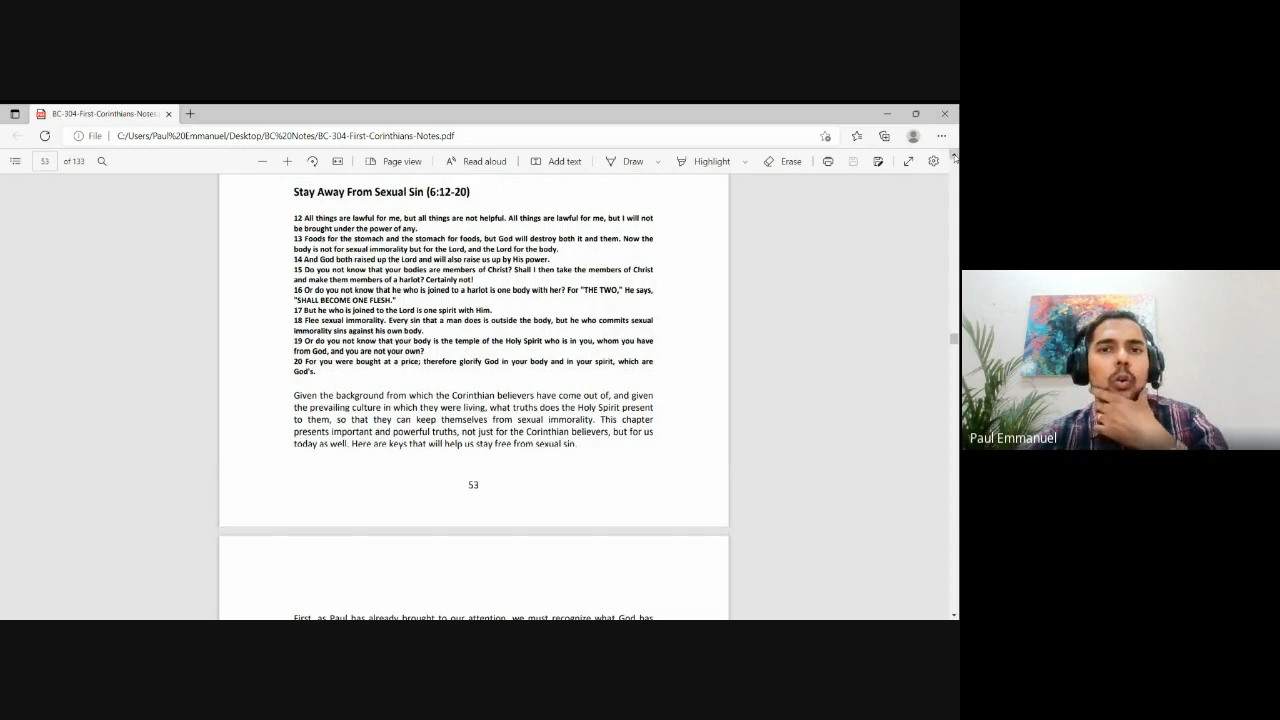 BC-304-First-Corinthians-Notes
File
C:/Users/Paul%20Emmanuel/Desktop/BC%20Notes/BC-304-First-Corinthians-Notes.pdf
53 of 133
Page view
Read aloud
Add text
Draw
Highlight
Erase
Stay Away From Sexual Sin (6:12-20)
12 All things are lawful for me, but all things are not helpful. All things are lawful for me, but I will not
be brought under the power of any.
13 Foods for the stomach and the stomach for foods, but God will destroy both it and them. Now the
body is not for sexual immorality but for the Lord, and the Lord for the body.
14 And God both raised up the Lord and will also raise us up by His power.
15 Do you not know that your bodies are members of Christ? Shall I then take the members of Christ
and make them members of a harlot? Certainly not!
16 Or do you not know that he who is joined to a harlot is one body with her? For "THE TWO," He says,
"SHALL BECOME ONE FLESH."
17 But he who is joined to the Lord is one spirit with Him.
18 Flee sexual immorality. Every sin that a man does is outside the body, but he who commits sexual
immorality sins against his own body.
19 Or do you not know that your body is the temple of the Holy Spirit who is in you, whom you have
from God, and you are not your own?
20 For you were bought at a price; therefore glorify God in your body and in your spirit, which are
God's.
Given the background from which the Corinthian believers have come out of, and given
the prevailing culture in which they were living, what truths does the Holy Spirit present
to them, so that they can keep themselves from sexual immorality. This chapter
presents important and powerful truths, not just for the Corinthian believers, but for us
today as well. Here are keys that will help us stay free from sexual sin.
53
First, as Paul has already brought to our attention, we must recognize what God has
Paul Emmanuel